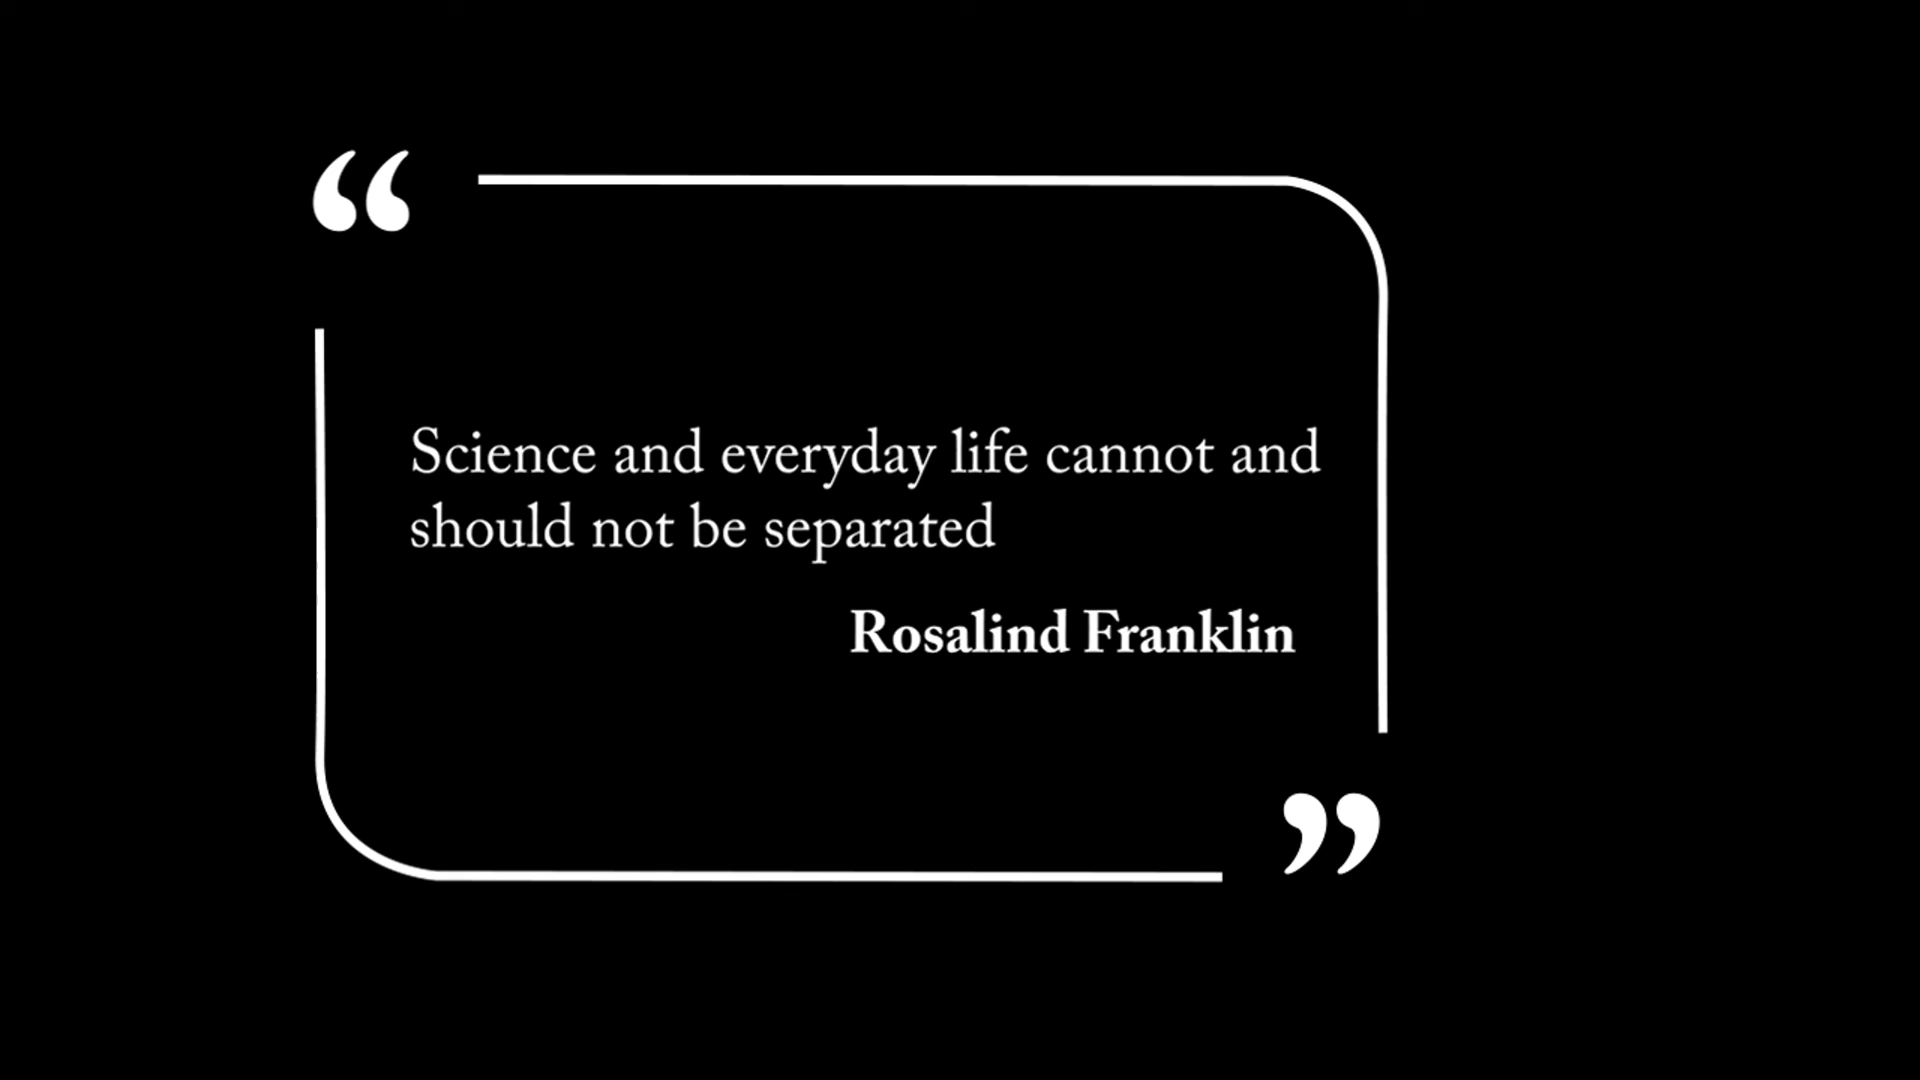 “
Science and everyday life cannot and
should not be separated
Rosalind Franklin
”